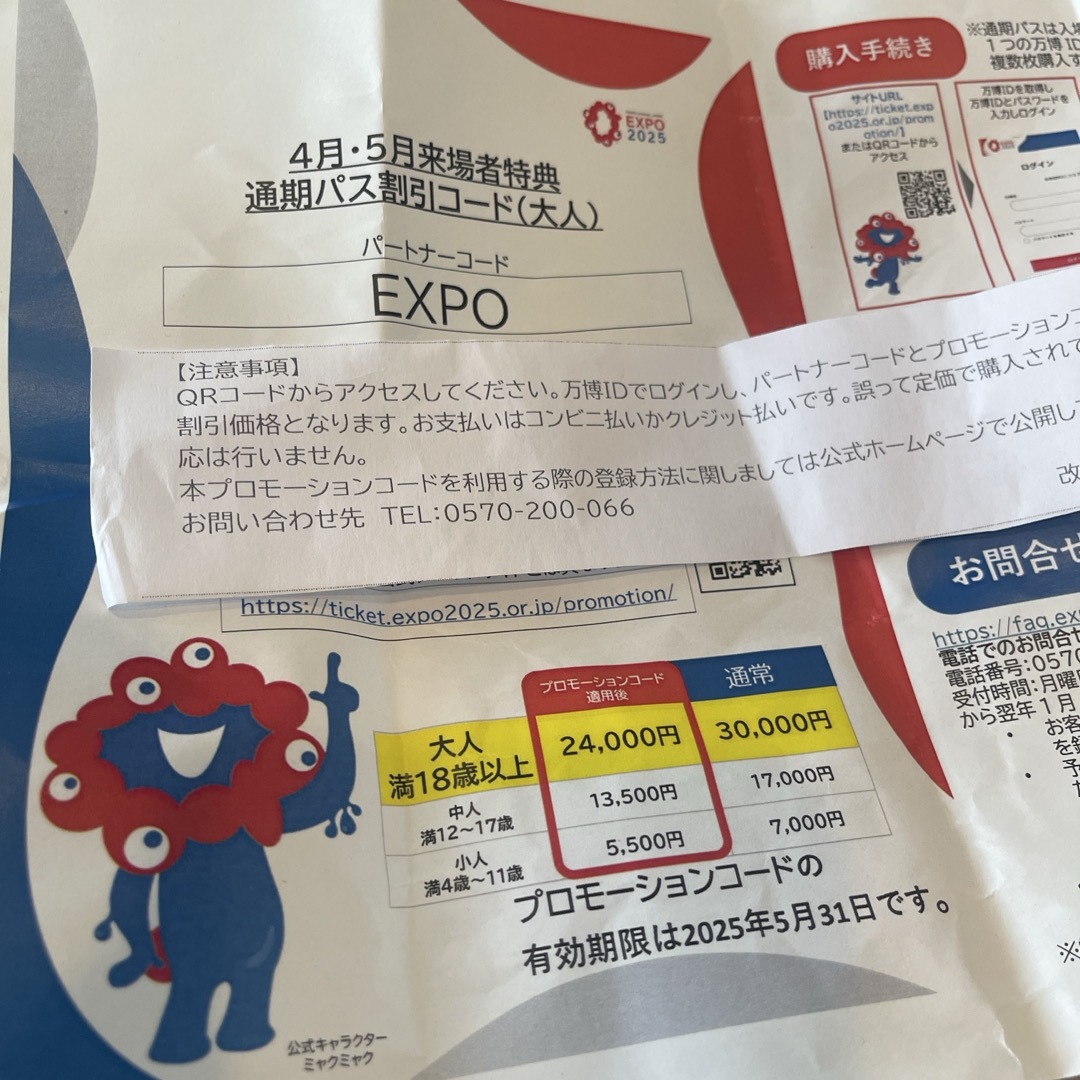 EXPO
2025
4月・5月来場者特典
通期パス割引コード(大人)
パートナーコード
EXPO
購入手続き
※通期パスは入場
1つの万博ID
複数枚購入す
サイトURL
【https://ticket.exp
o2025.or.jp/prom
otion/】
またはQRコードから
アクセス
万博IDを取得し
万博IDとパスワードを
入力しログイン
ログイン
【注意事項】
QRコードからアクセスしてください。万博IDでログインし、パートナーコードとプロモーションコ
割引価格となります。お支払いはコンビニ払いかクレジット払いです。誤って定価で購入されて
応は行いません。
本プロモーションコードを利用する際の登録方法に関しましては公式ホームページで公開し
改
お問い合わせ先 TEL:0570-200-066
https://ticket.expo2025.or.jp/promotion/
お問合せ
https://faq.ex
電話でのお問合せ
電話番号:0570
受付時間:月曜
から翌年1月
・ お客
を
・ 予
プロモーションコード
適用後
通常
大人
満18歳以上
24,000円
30,000円
中人
満12~17歳
13,500円
17,000円
小人
満4歳~11歳
5,500円
7,000円
プロモーションコードの
有効期限は2025年5月31日です。
※
公式キャラクター
ミャクミャク